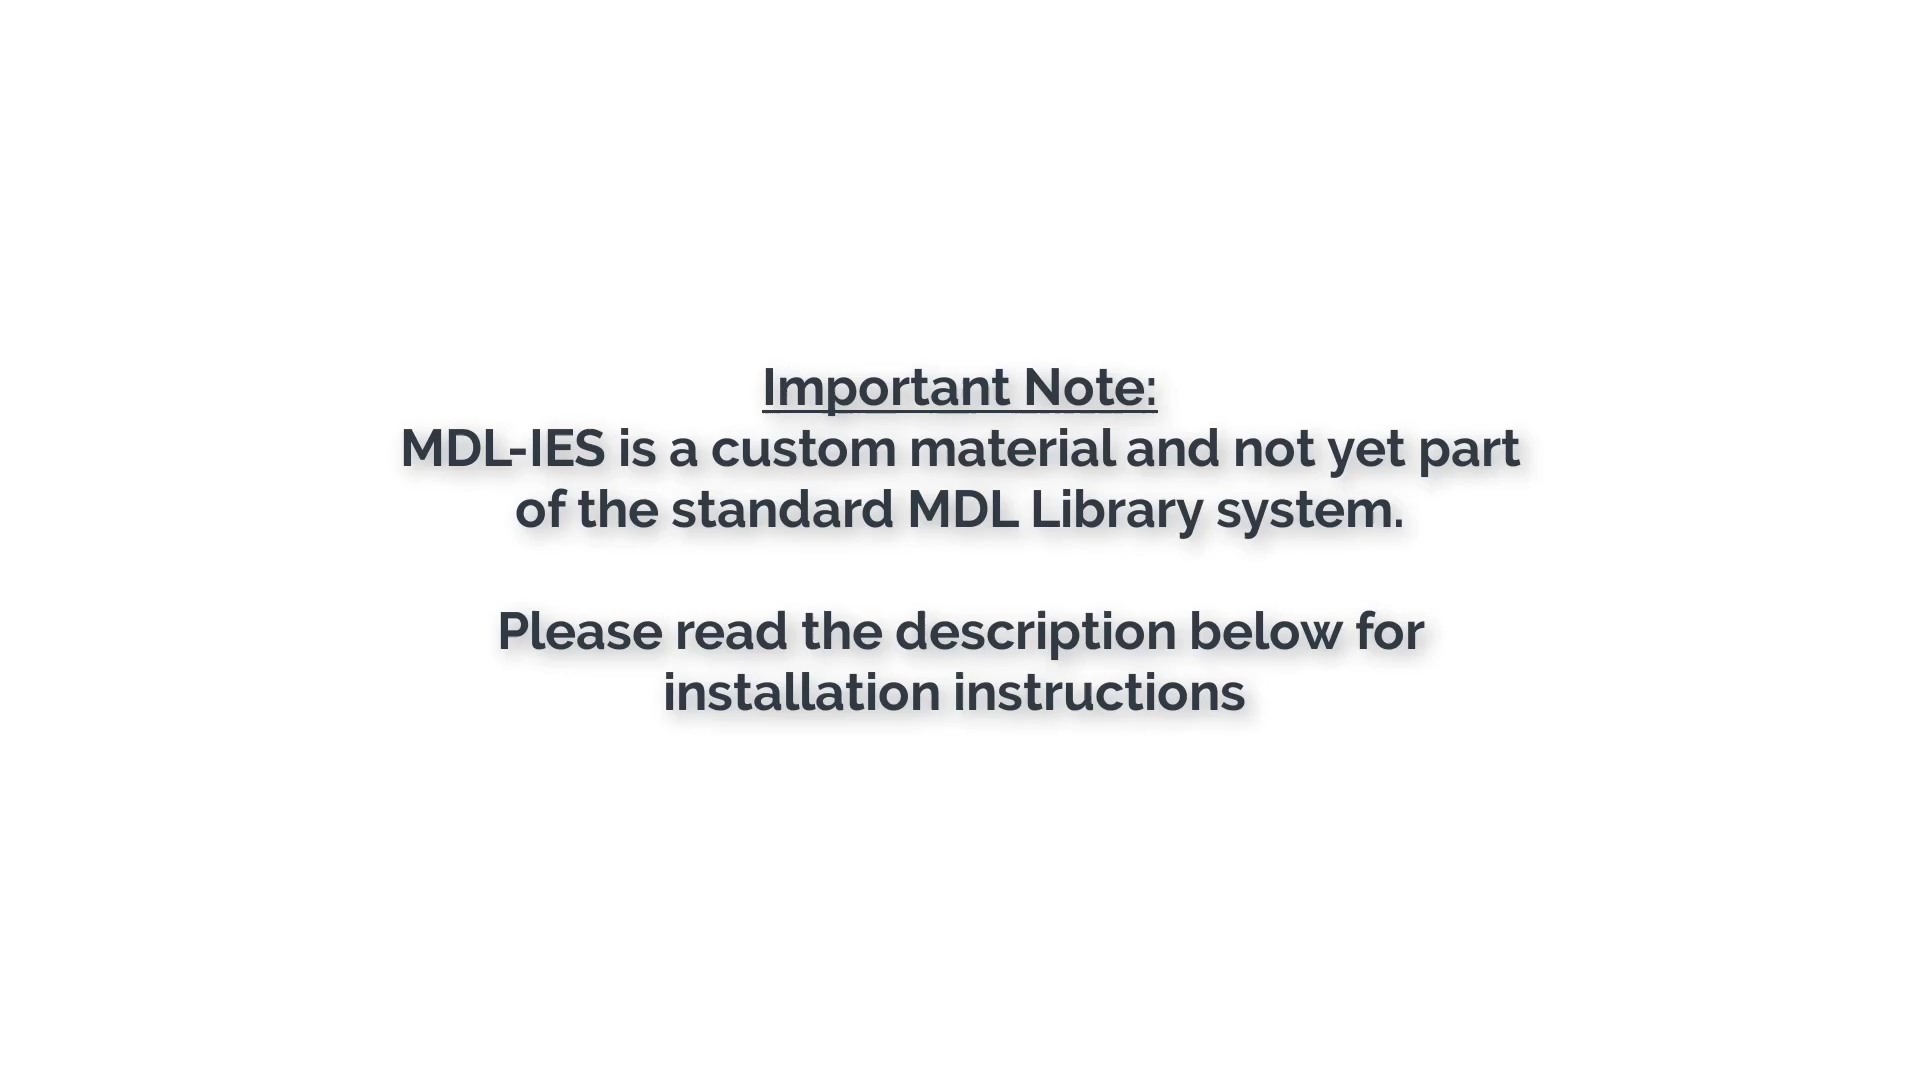 Important Note:
MDL-IES is a custom material and not yet part
of the standard MDL Library system.
Please read the description below for
installation instructions